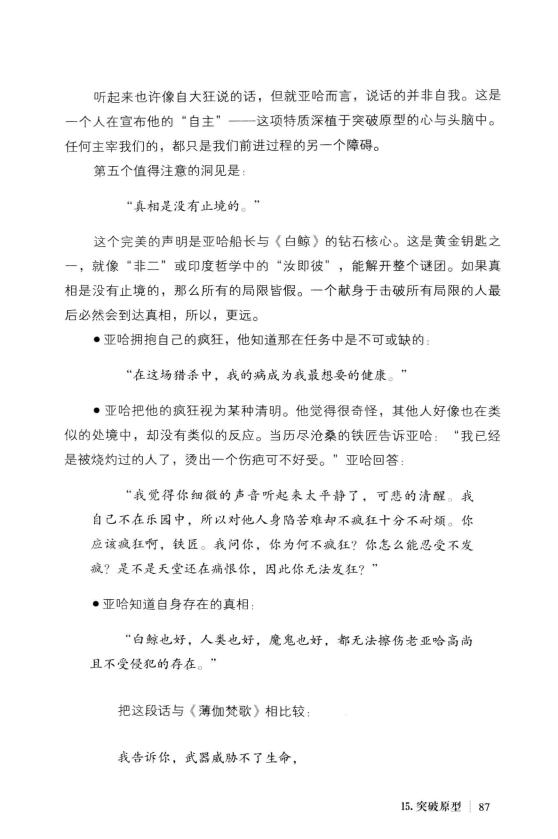 听起来也许像自大狂说的话，但就亚哈而言，说话的并非自我。这是
一个人在宣布他的“自主”——这项特质深植于突破原型的心与头脑中。
任何主宰我们的，都只是我们前进过程的另一个障碍。
第五个值得注意的洞见是：
“真相是没有止境的。”
这个完美的声明是亚哈船长与《白鲸》的钻石核心。这是黄金钥匙之
一，就像“非二”或印度哲学中的“汝即彼”，能解开整个谜团。如果真
相是没有止境的，那么所有的局限皆假。一个献身于击破所有局限的人最
后必然会到达真相，所以，更远。
●亚哈拥抱自己的疯狂，他知道那在任务中是不可或缺的：
“在这场猎杀中，我的病成为我最想要的健康。”
●亚哈把他的疯狂视为某种清明。他觉得很奇怪，其他人好像也在类
似的处境中，却没有类似的反应。当历尽沧桑的铁匠告诉亚哈：“我已经
是被烧灼过的人了，烫出一个伤疤可不好受。”亚哈回答：
“我觉得你细微的声音听起来太平静了，可悲的清醒。我
自己不在乐园中，所以对他人身陷苦难却不疯狂十分不耐烦。你
应该疯狂啊，铁匠。我问你，你为何不疯狂？你怎么能忍受不发
疯？是不是天堂还在痛恨你，因此你无法发狂？”
●亚哈知道自身存在的真相：
“白鲸也好，人类也好，魔鬼也好，都无法擦伤老亚哈高尚
且不受侵犯的存在。”
把这段话与《薄伽梵歌》相比较：
我告诉你，武器威胁不了生命，
15. 突破原型 | 87